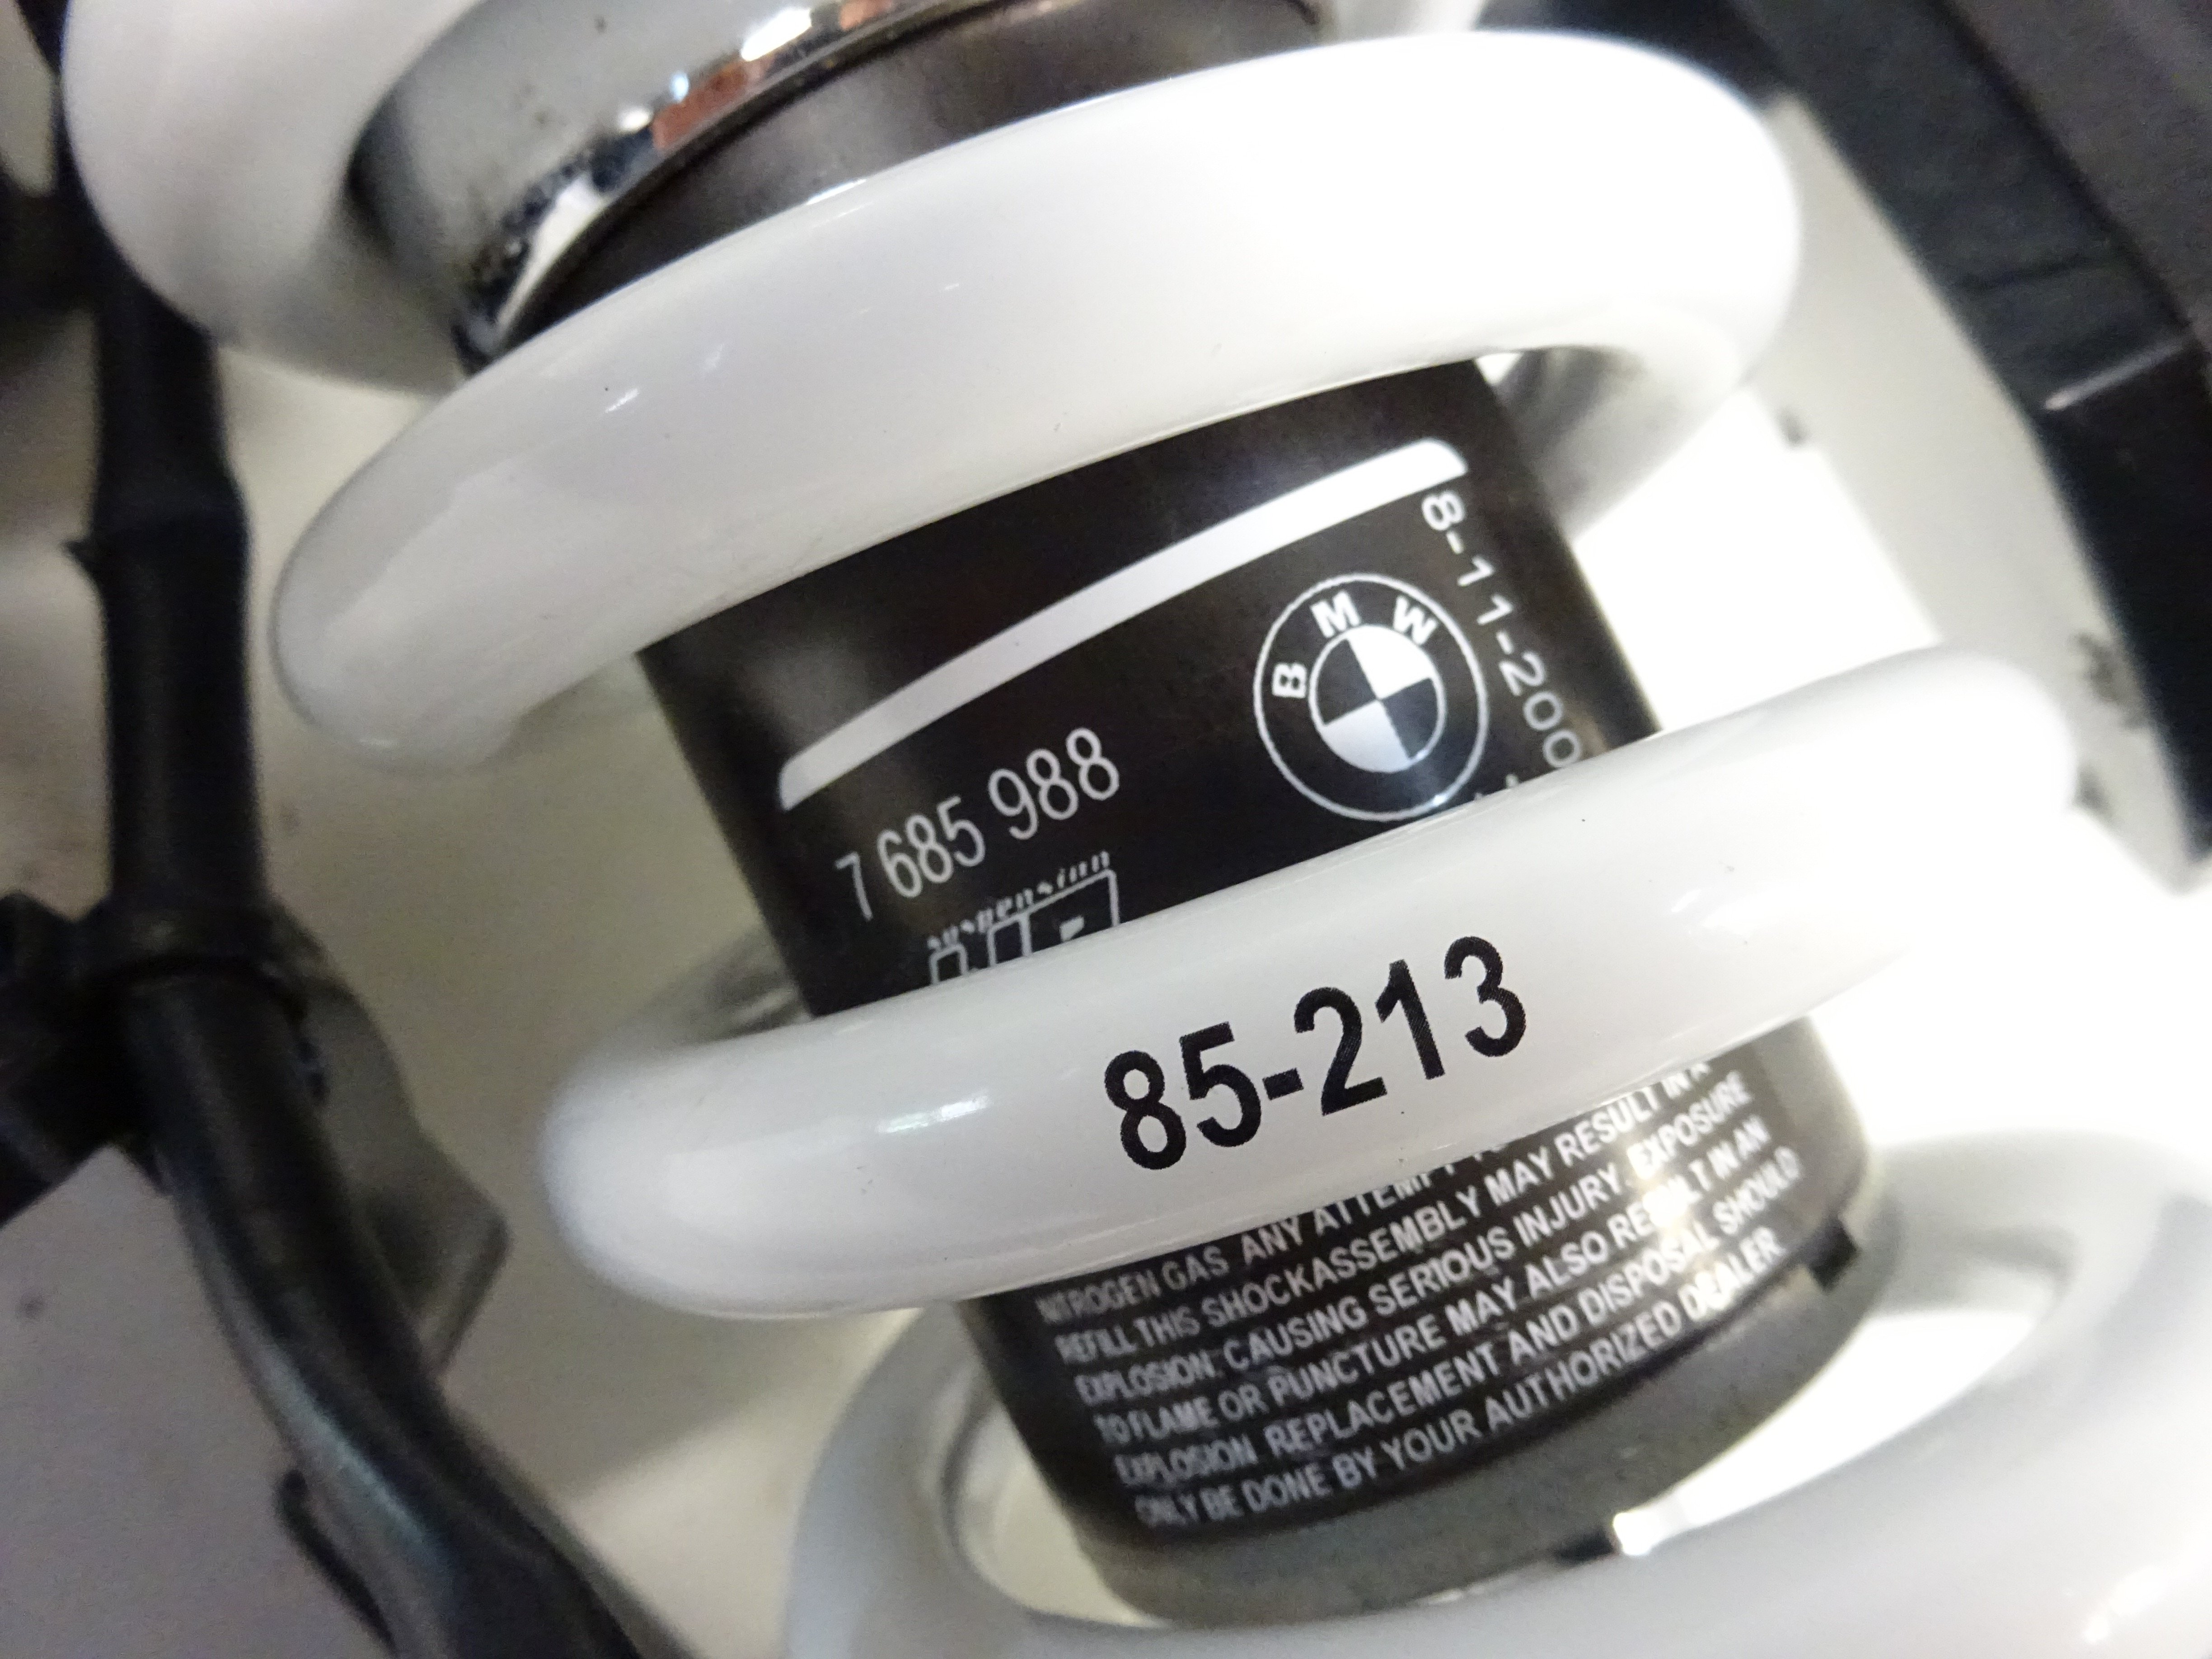 8-11-200
BMW
7 685 988
suspension
85-213
RESULT IN A
NITROGEN GAS ANY ATTEMPT
REFILL THIS SHOCKASSEMBLY MAY RESULT IN A
EXPLOSION. CAUSING SERIOUS INJURY. EXPOSURE
TO FLAME OR PUNCTURE MAY ALSO RESULT IN AN
EXPLOSION REPLACEMENT AND DISPOSAL SHOULD
ONLY BE DONE BY YOUR AUTHORIZED DEALER